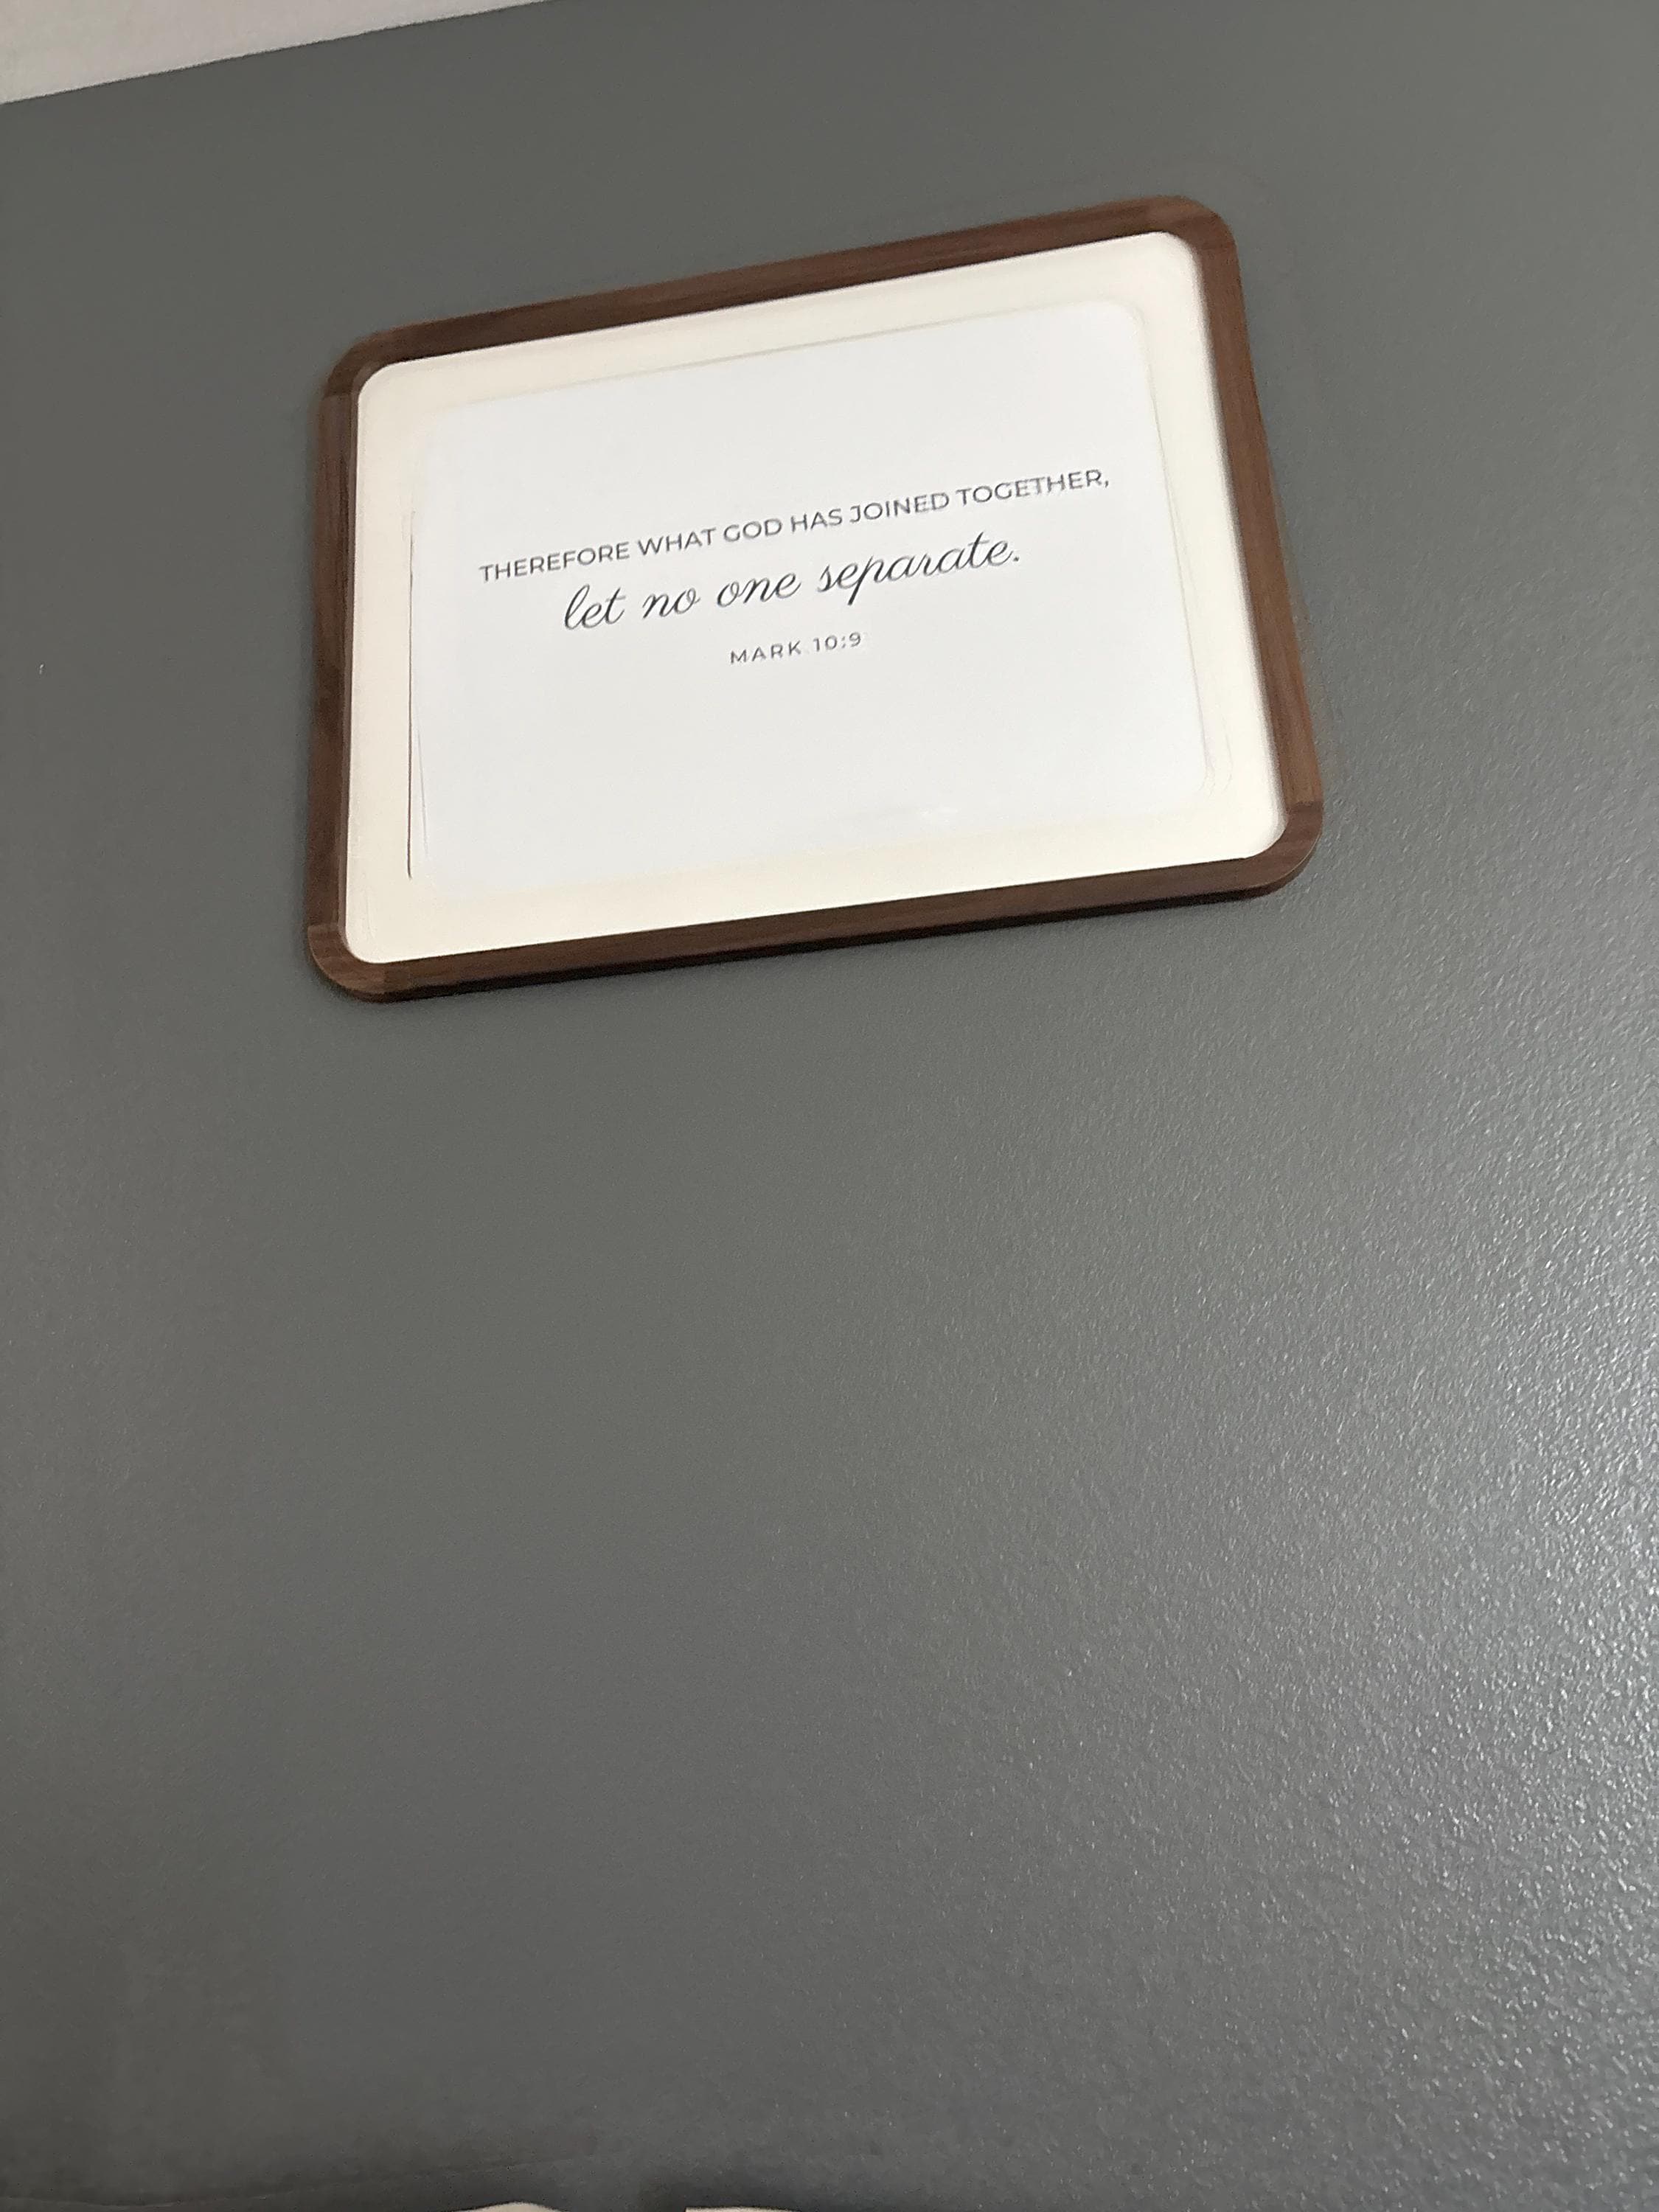 THEREFORE WHAT GOD HAS JOINED TOGETHER,
let no one separate.
MARK 10:9